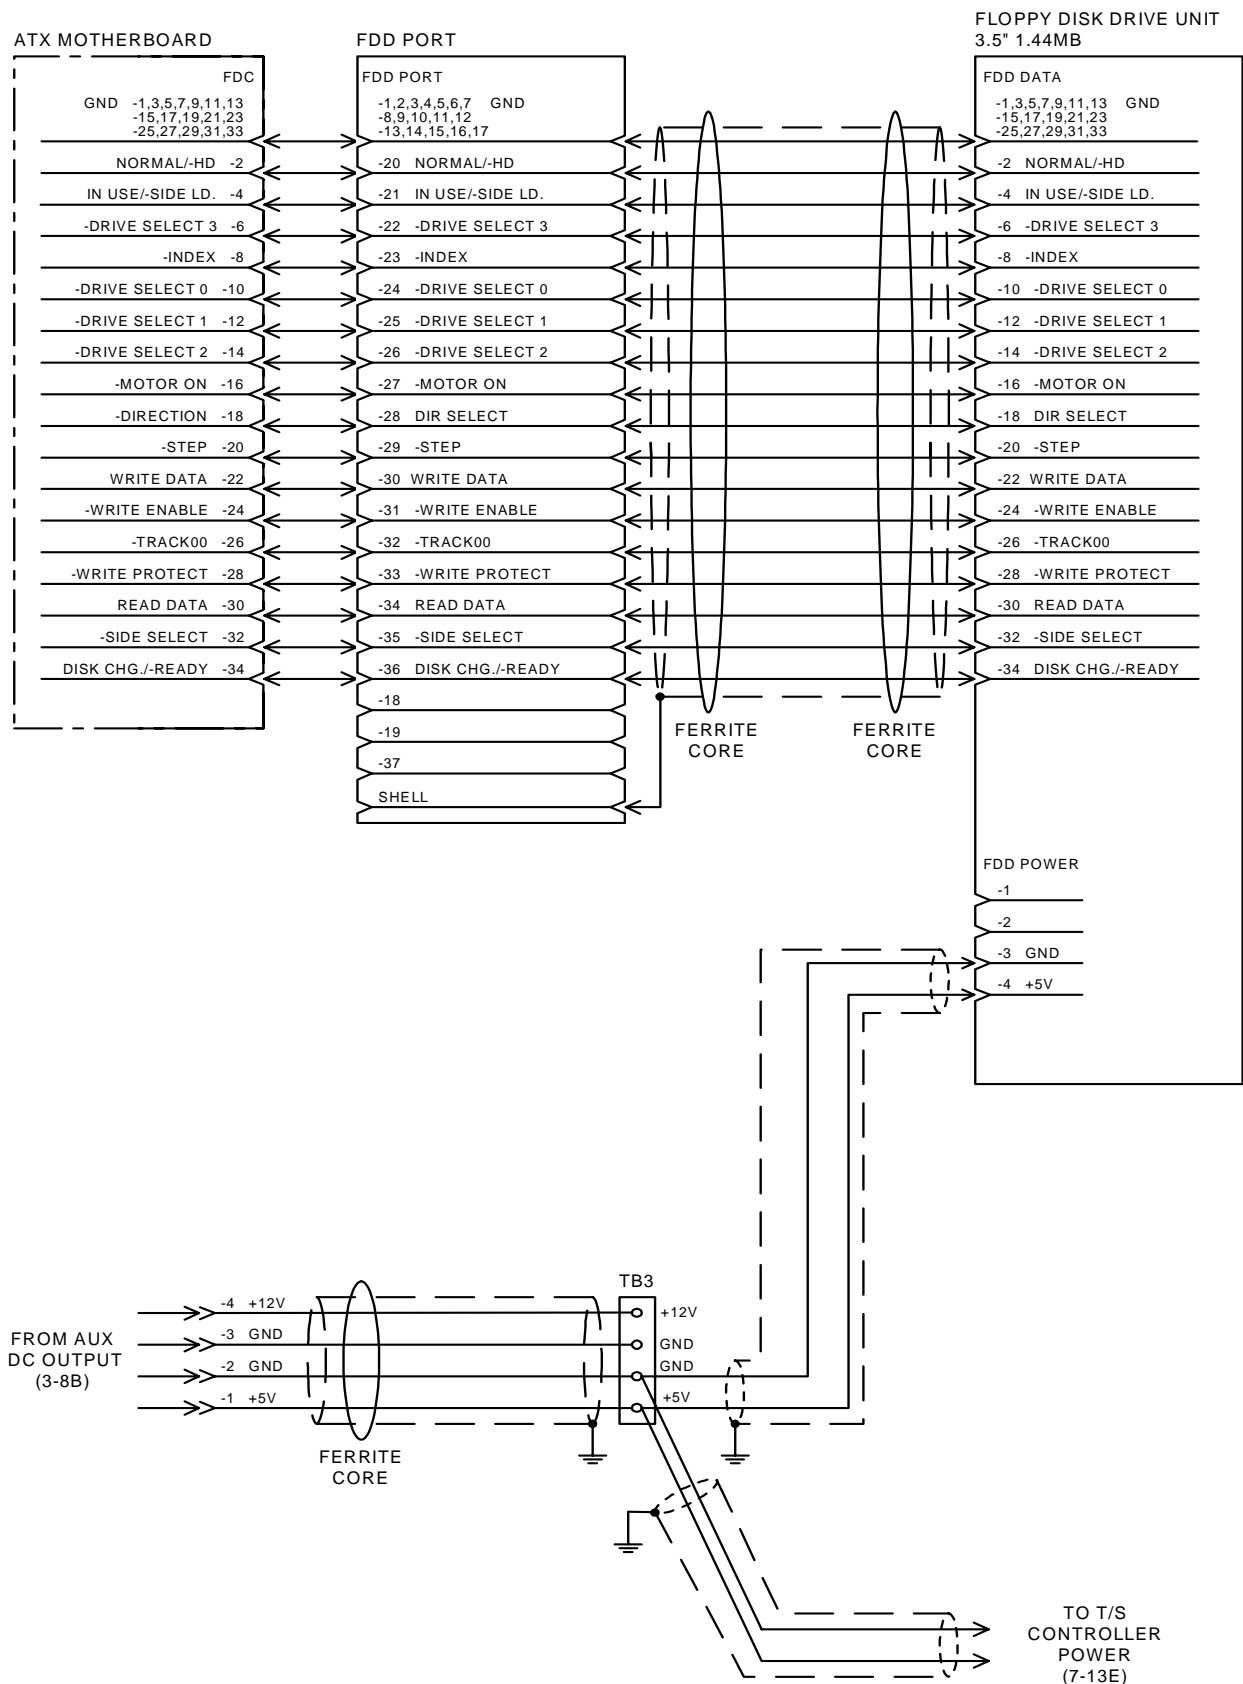 FLOPPY DISK DRIVE UNIT
3.5" 1.44MB
ATX MOTHERBOARD
FDD PORT
FDC
GND -1,3,5,7,9,11,13
-15,17,19,21,23
-25,27,29,31,33
NORMAL/-HD -2
IN USE/-SIDE LD. -4
-DRIVE SELECT 3 -6
-INDEX -8
-DRIVE SELECT 0 -10
-DRIVE SELECT 1 -12
-DRIVE SELECT 2 -14
-MOTOR ON -16
-DIRECTION -18
-STEP -20
WRITE DATA -22
-WRITE ENABLE -24
-TRACK00 -26
-WRITE PROTECT -28
READ DATA -30
-SIDE SELECT -32
DISK CHG./-READY -34
FDD PORT
-1,2,3,4,5,6,7 GND
-8,9,10,11,12
-13,14,15,16,17
-20 NORMAL/-HD
-21 IN USE/-SIDE LD.
-22 -DRIVE SELECT 3
-23 -INDEX
-24 -DRIVE SELECT 0
-25 -DRIVE SELECT 1
-26 -DRIVE SELECT 2
-27 -MOTOR ON
-28 DIR SELECT
-29 -STEP
-30 WRITE DATA
-31 -WRITE ENABLE
-32 -TRACK00
-33 -WRITE PROTECT
-34 READ DATA
-35 -SIDE SELECT
-36 DISK CHG./-READY
-18
-19
-37
SHELL
FERRITE
CORE
FERRITE
CORE
FDD DATA
-1,3,5,7,9,11,13 GND
-15,17,19,21,23
-25,27,29,31,33
-2 NORMAL/-HD
-4 IN USE/-SIDE LD.
-6 -DRIVE SELECT 3
-8 -INDEX
-10 -DRIVE SELECT 0
-12 -DRIVE SELECT 1
-14 -DRIVE SELECT 2
-16 -MOTOR ON
-18 DIR SELECT
-20 -STEP
-22 WRITE DATA
-24 -WRITE ENABLE
-26 -TRACK00
-28 -WRITE PROTECT
-30 READ DATA
-32 -SIDE SELECT
-34 DISK CHG./-READY
FDD POWER
-1
-2
-3 GND
-4 +5V
FROM AUX
DC OUTPUT
(3-8B)
-4 +12V
-3 GND
-2 GND
-1 +5V
FERRITE
CORE
TB3
+12V
GND
GND
+5V
TO T/S
CONTROLLER
POWER
(7-13E)